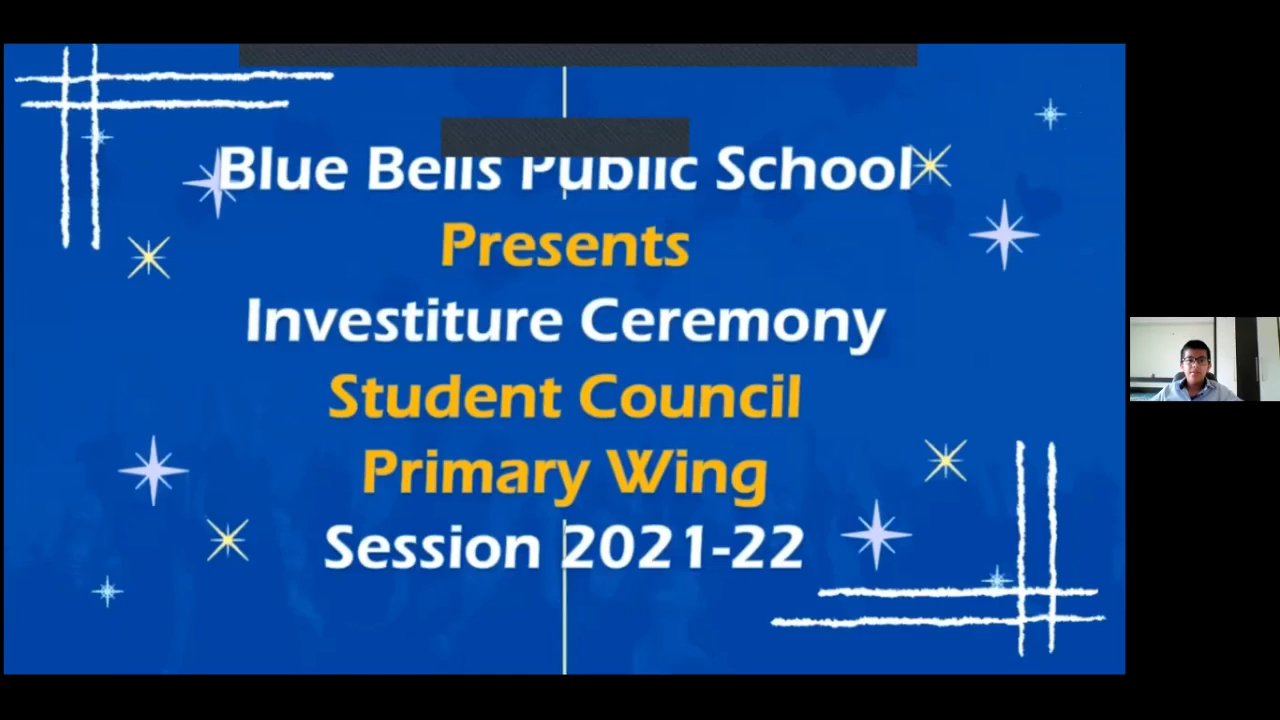 Blue Bells Public School
Presents
Investiture Ceremony
Student Council
Primary Wing
Session 2021-22